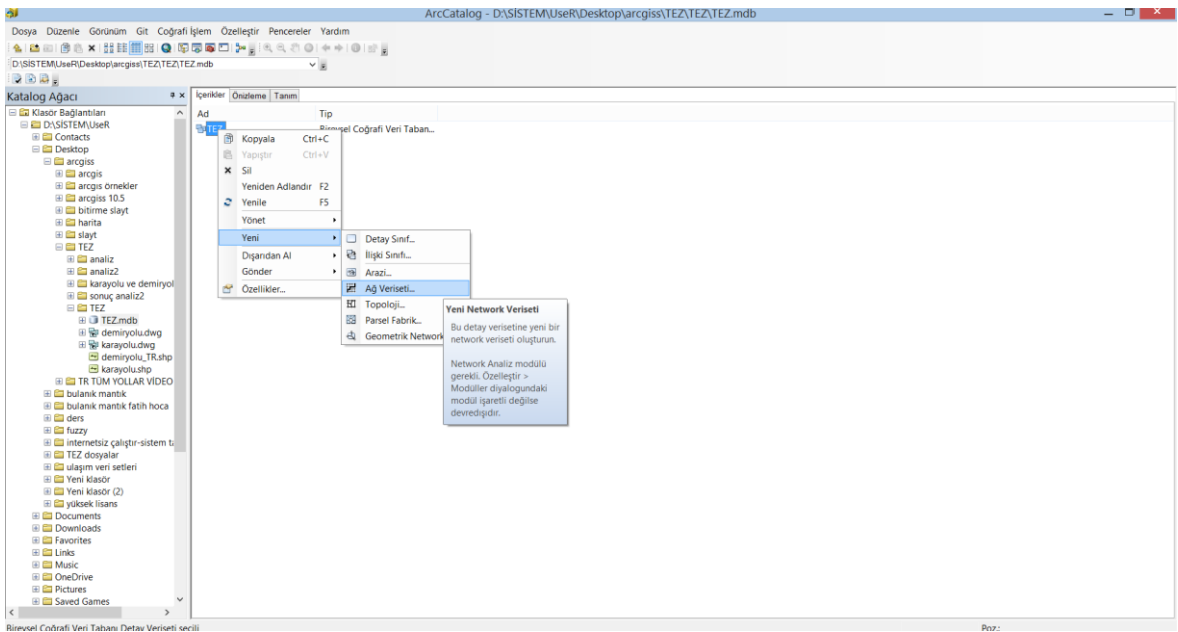 ArcCatalog - D:\SİSTEM\UseR\Desktop\arcgiss\TEZ\TEZ\TEZ.mdb
Dosya Düzenle Görünüm Git Coğrafi İşlem Özelleştir Pencereler Yardım
D:\SİSTEM\UseR\Desktop\arcgiss\TEZ\TEZ\TEZ.mdb
Katalog Ağacı
İçerikler Önizleme Tanım
Klasör Bağlantıları
D:\SİSTEM\UseR
Contacts
Desktop
arcgiss
arcgis
arcgıs örnekler
arcgiss 10.5
bitirme slayt
harita
slayt
TEZ
analiz
analiz2
karayolu ve demiryol
sonuç analiz2
TEZ
TEZ.mdb
demiryolu.dwg
karayolu.dwg
demiryolu_TR.shp
karayolu.shp
TR TÜM YOLLAR VİDEO
bulanık mantık
bulanık mantık fatih hoca
ders
fuzzy
internetsiz çalıştır-sistem ta
TEZ dosyalar
ulaşım veri setleri
Yeni klasör
Yeni klasör (2)
yüksek lisans
Documents
Downloads
Favorites
Links
Music
OneDrive
Pictures
Saved Games
Ad Tip
TEZ Bireysel Coğrafi Veri Taban...
Kopyala Ctrl+C
Yapıştır Ctrl+V
Sil
Yeniden Adlandır F2
Yenile F5
Yönet
Yeni
Dışarıdan Al
Gönder
Özellikler...
Detay Sınıf...
İlişki Sınıfı...
Arazi...
Ağ Veriseti...
Topoloji...
Parsel Fabrik...
Geometrik Network
Yeni Network Veriseti
Bu detay verisetine yeni bir
network veriseti oluşturun.
Network Analiz modülü
gerekli. Özelleştir >
Modüller diyalogundaki
modül işaretli değilse
devredışıdır.
Bireysel Coğrafi Veri Tabanı Detay Veriseti seçili
Poz.: